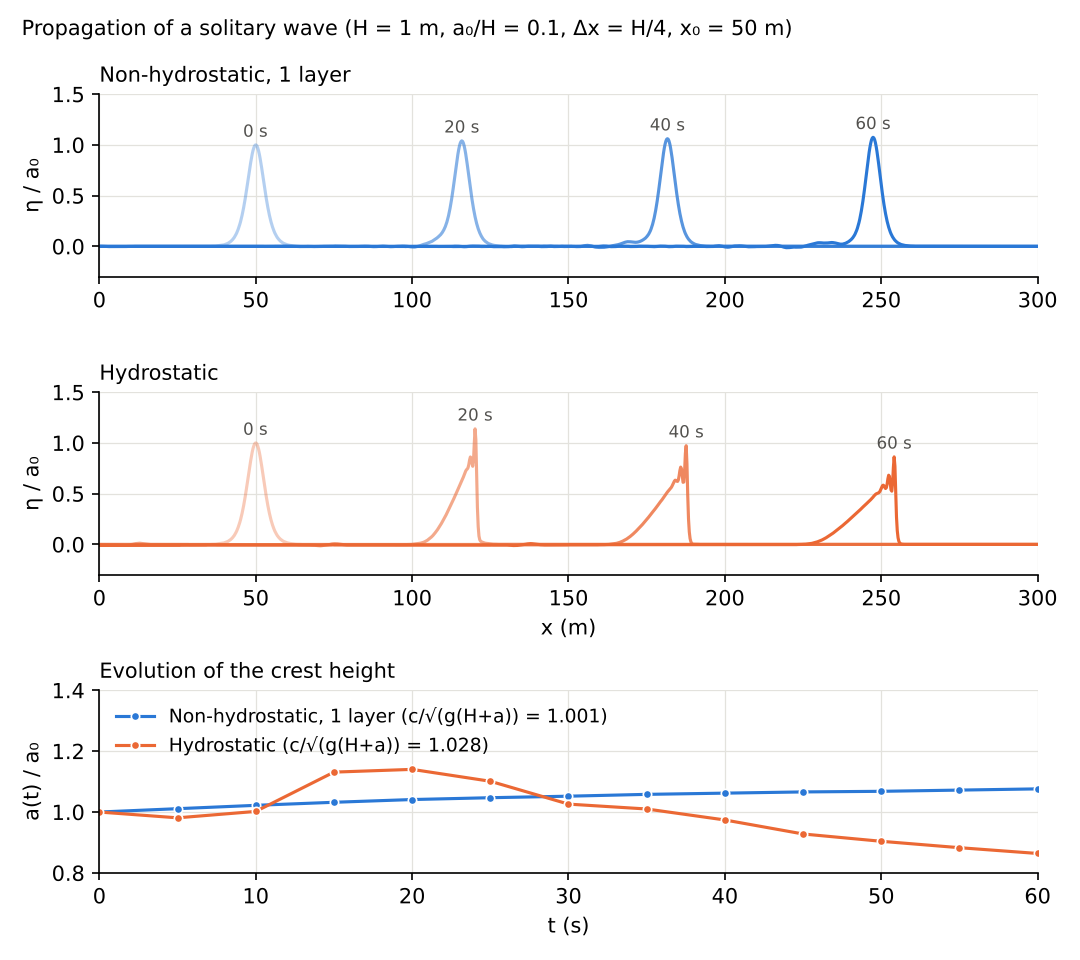 Propagation of a solitary wave (H = 1 m, a₀/H = 0.1, Δx = H/4, x₀ = 50 m)
Non-hydrostatic, 1 layer
η / a₀
1.5
1.0
0.5
0.0
0 s
20 s
40 s
60 s
0 50 100 150 200 250 300
Hydrostatic
η / a₀
1.5
1.0
0.5
0.0
0 s
20 s
40 s
60 s
0 50 100 150 200 250 300
x (m)
Evolution of the crest height
a(t) / a₀
1.4
1.2
1.0
0.8
Non-hydrostatic, 1 layer (c/√(g(H+a)) = 1.001)
Hydrostatic (c/√(g(H+a)) = 1.028)
0 10 20 30 40 50 60
t (s)